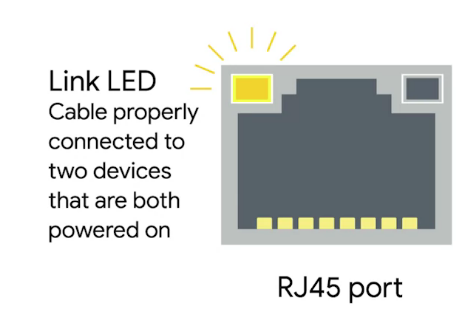 Link LED
Cable properly
connected to
two devices
that are both
powered on
RJ45 port